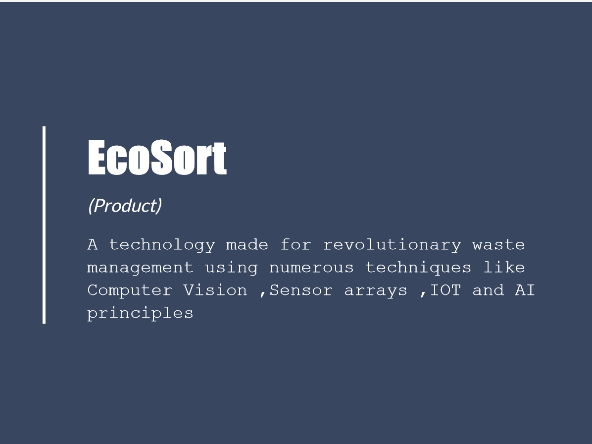 EcoSort
(Product)
A technology made for revolutionary waste
management using numerous techniques like
Computer Vision ,Sensor arrays ,IOT and AI
principles